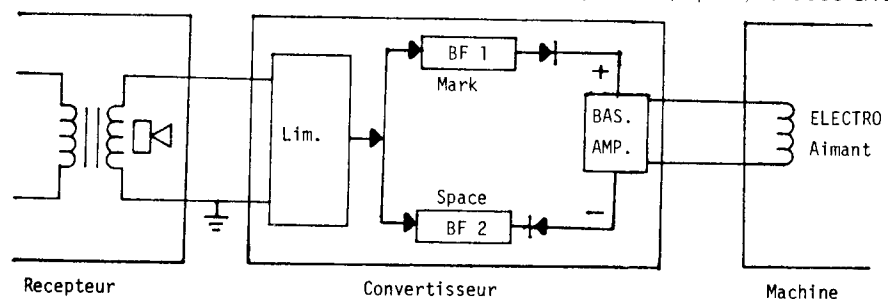 BF 1
Mark
+
Lim.
BAS.
AMP.
ELECTRO
Aimant
Space
BF 2
-
Recepteur
Convertisseur
Machine